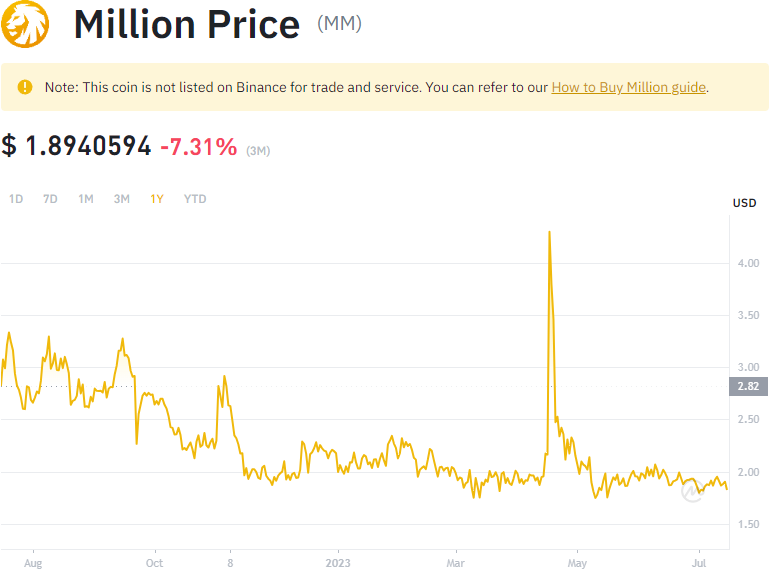 Million Price (MM)
Note: This coin is not listed on Binance for trade and service. You can refer to our How to Buy Million guide.
$ 1.8940594 -7.31% (3M)
1D 7D 1M 3M 1Y YTD
USD
4.00
3.50
3.00
2.82
2.50
2.00
1.50
Aug Oct 8 2023 Mar May Jul